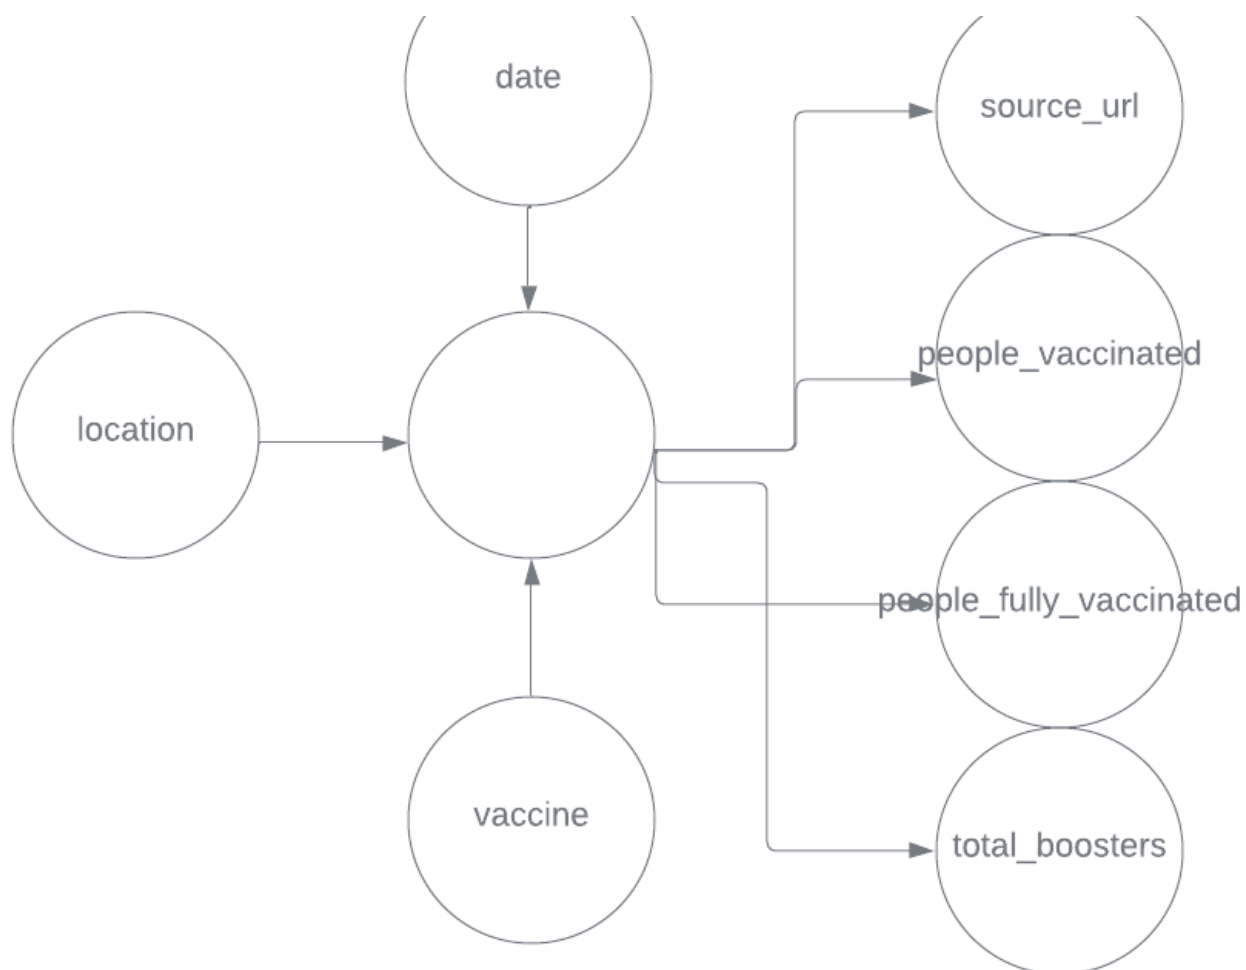 date
source_url
people_vaccinated
location
people_fully_vaccinated
vaccine
total_boosters